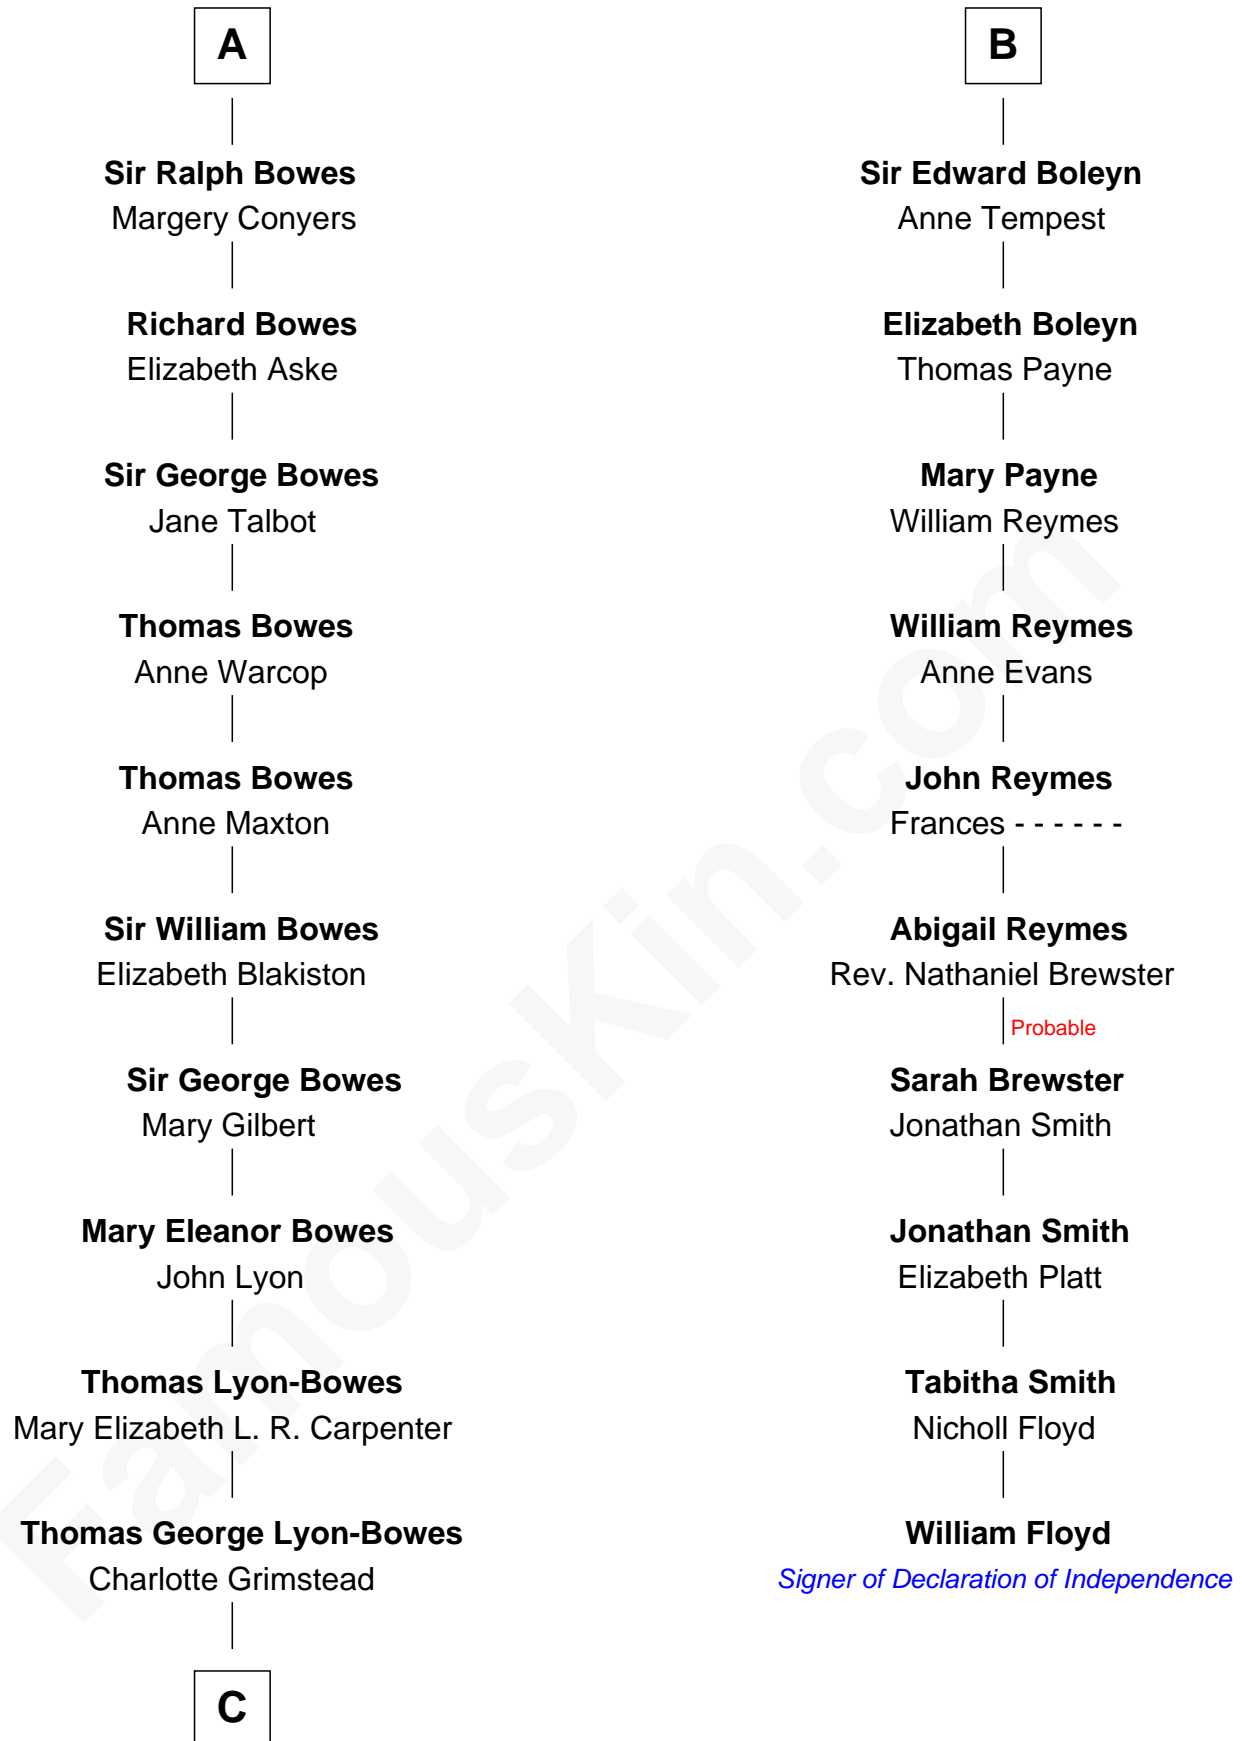 A
Sir Ralph Bowes
Margery Conyers
Richard Bowes
Elizabeth Aske
Sir George Bowes
Jane Talbot
Thomas Bowes
Anne Warcop
Thomas Bowes
Anne Maxton
Sir William Bowes
Elizabeth Blakiston
Sir George Bowes
Mary Gilbert
Mary Eleanor Bowes
John Lyon
Thomas Lyon-Bowes
Mary Elizabeth L. R. Carpenter
Thomas George Lyon-Bowes
Charlotte Grimstead
C
B
Sir Edward Boleyn
Anne Tempest
Elizabeth Boleyn
Thomas Payne
Mary Payne
William Reymes
William Reymes
Anne Evans
John Reymes
Frances - - - - - -
Abigail Reymes
Rev. Nathaniel Brewster
Probable
Sarah Brewster
Jonathan Smith
Jonathan Smith
Elizabeth Platt
Tabitha Smith
Nicholl Floyd
William Floyd
Signer of Declaration of Independence
FamousKin.com